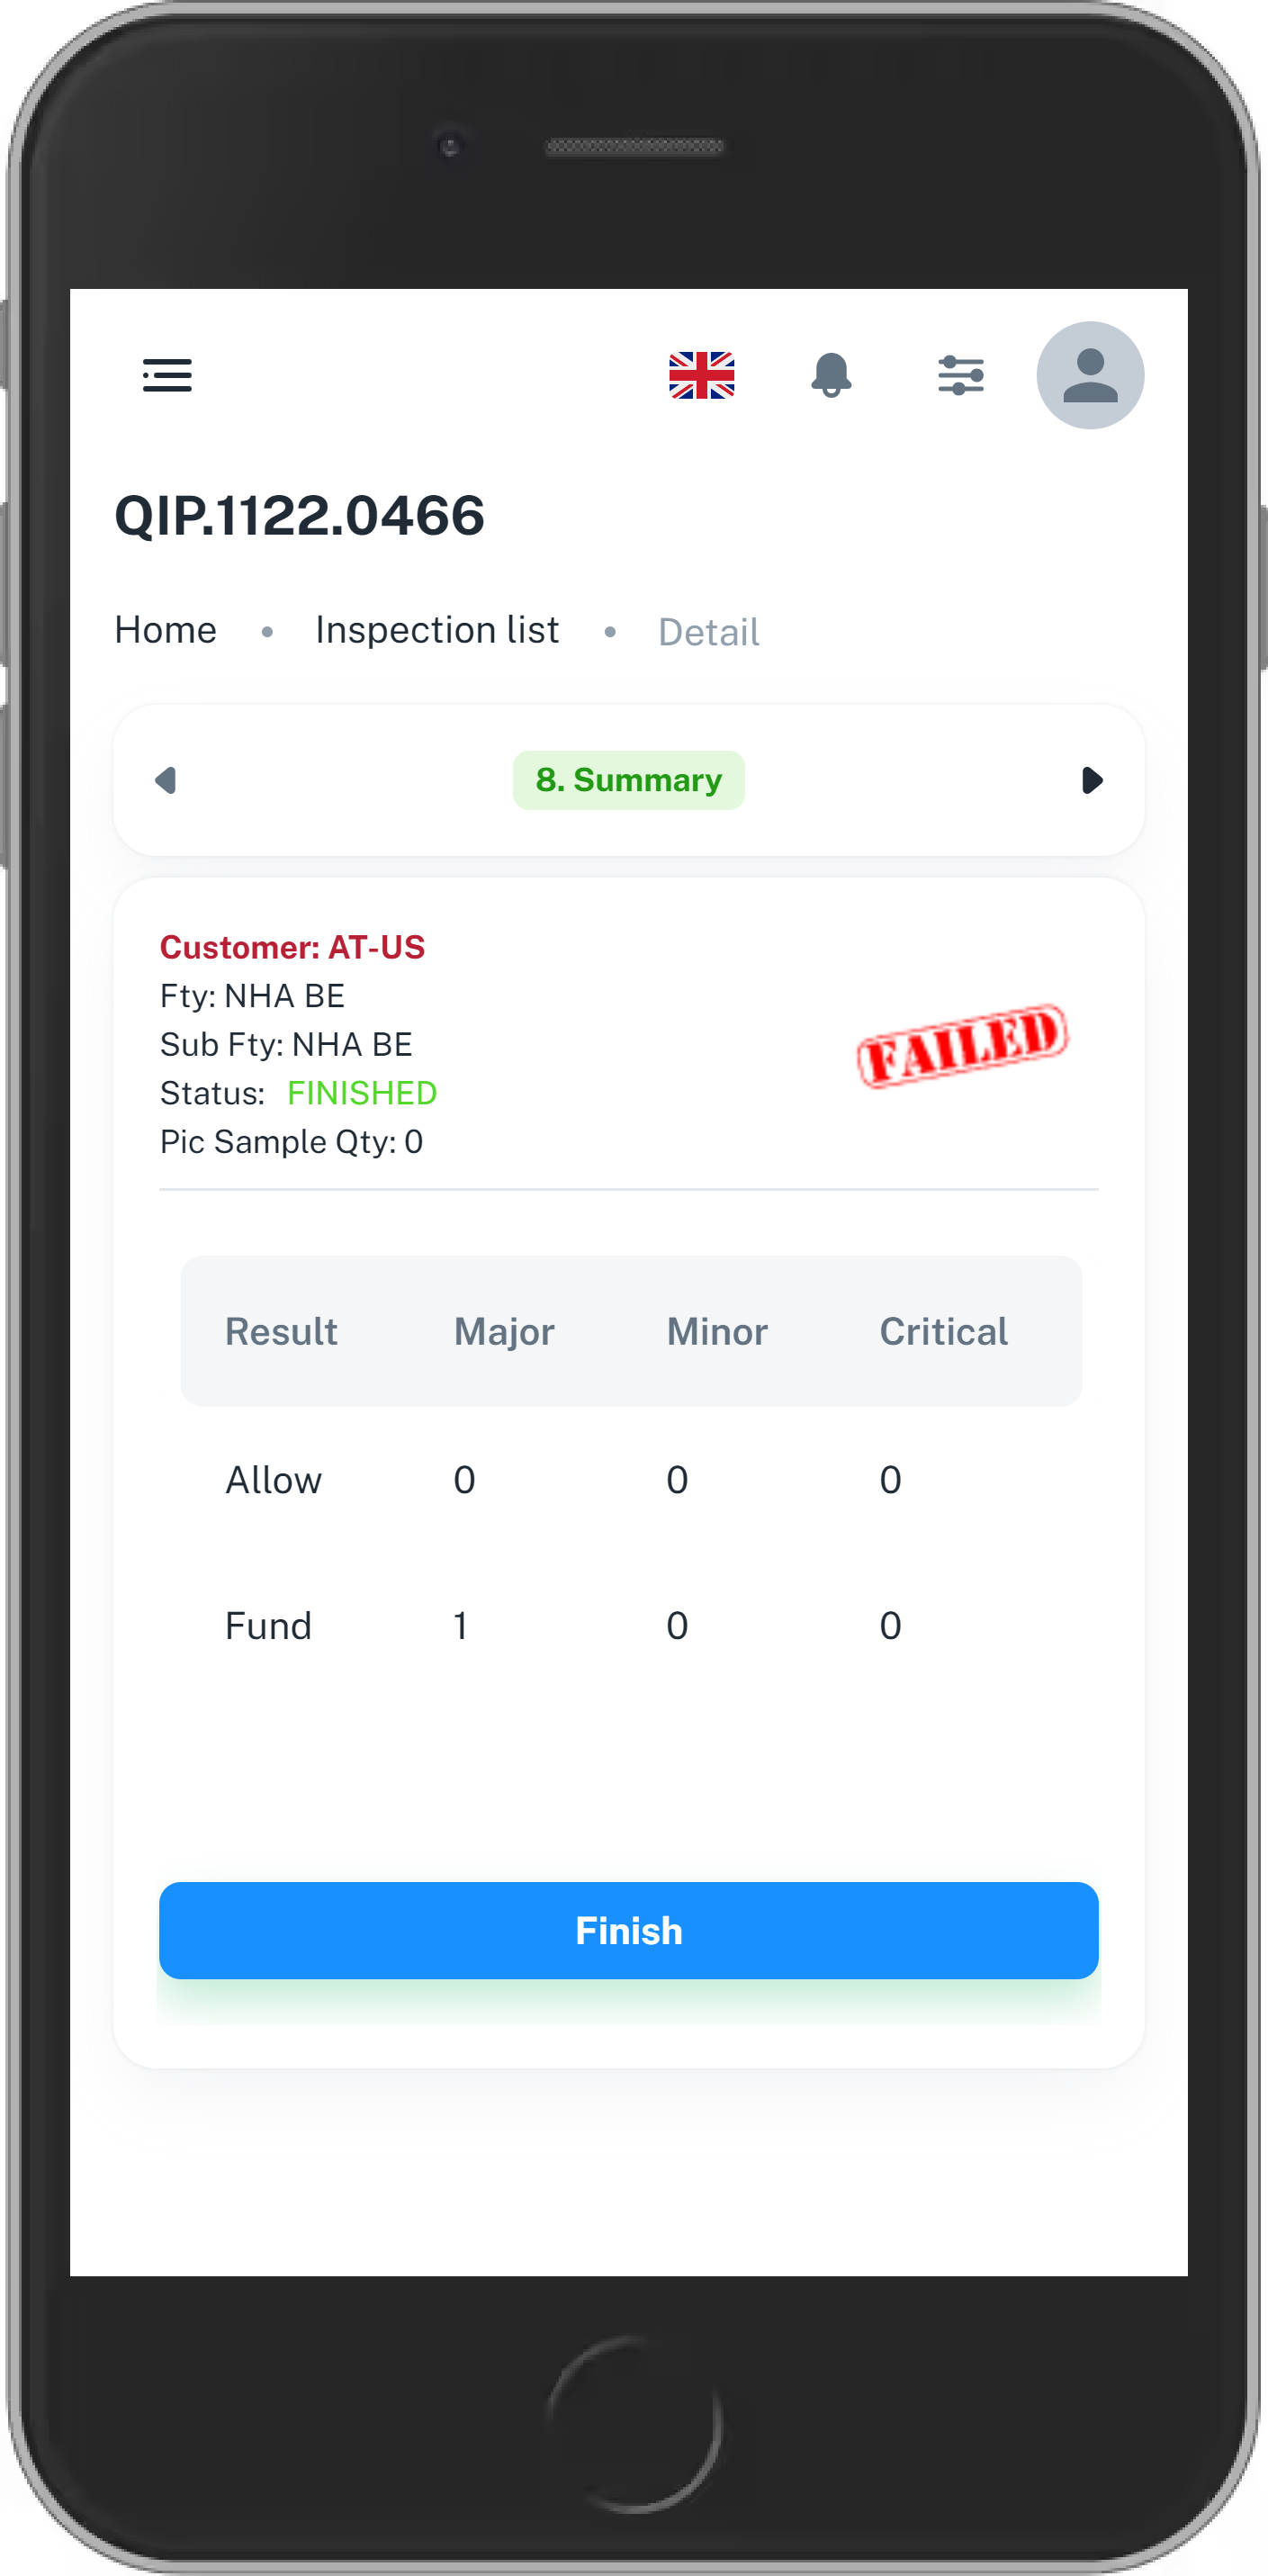 QIP.1122.0466
Home • Inspection list • Detail
8. Summary
Customer: AT-US
Fty: NHA BE
Sub Fty: NHA BE
Status: FINISHED
Pic Sample Qty: 0
FAILED
Result Major Minor Critical
Allow 0 0 0
Fund 1 0 0
Finish